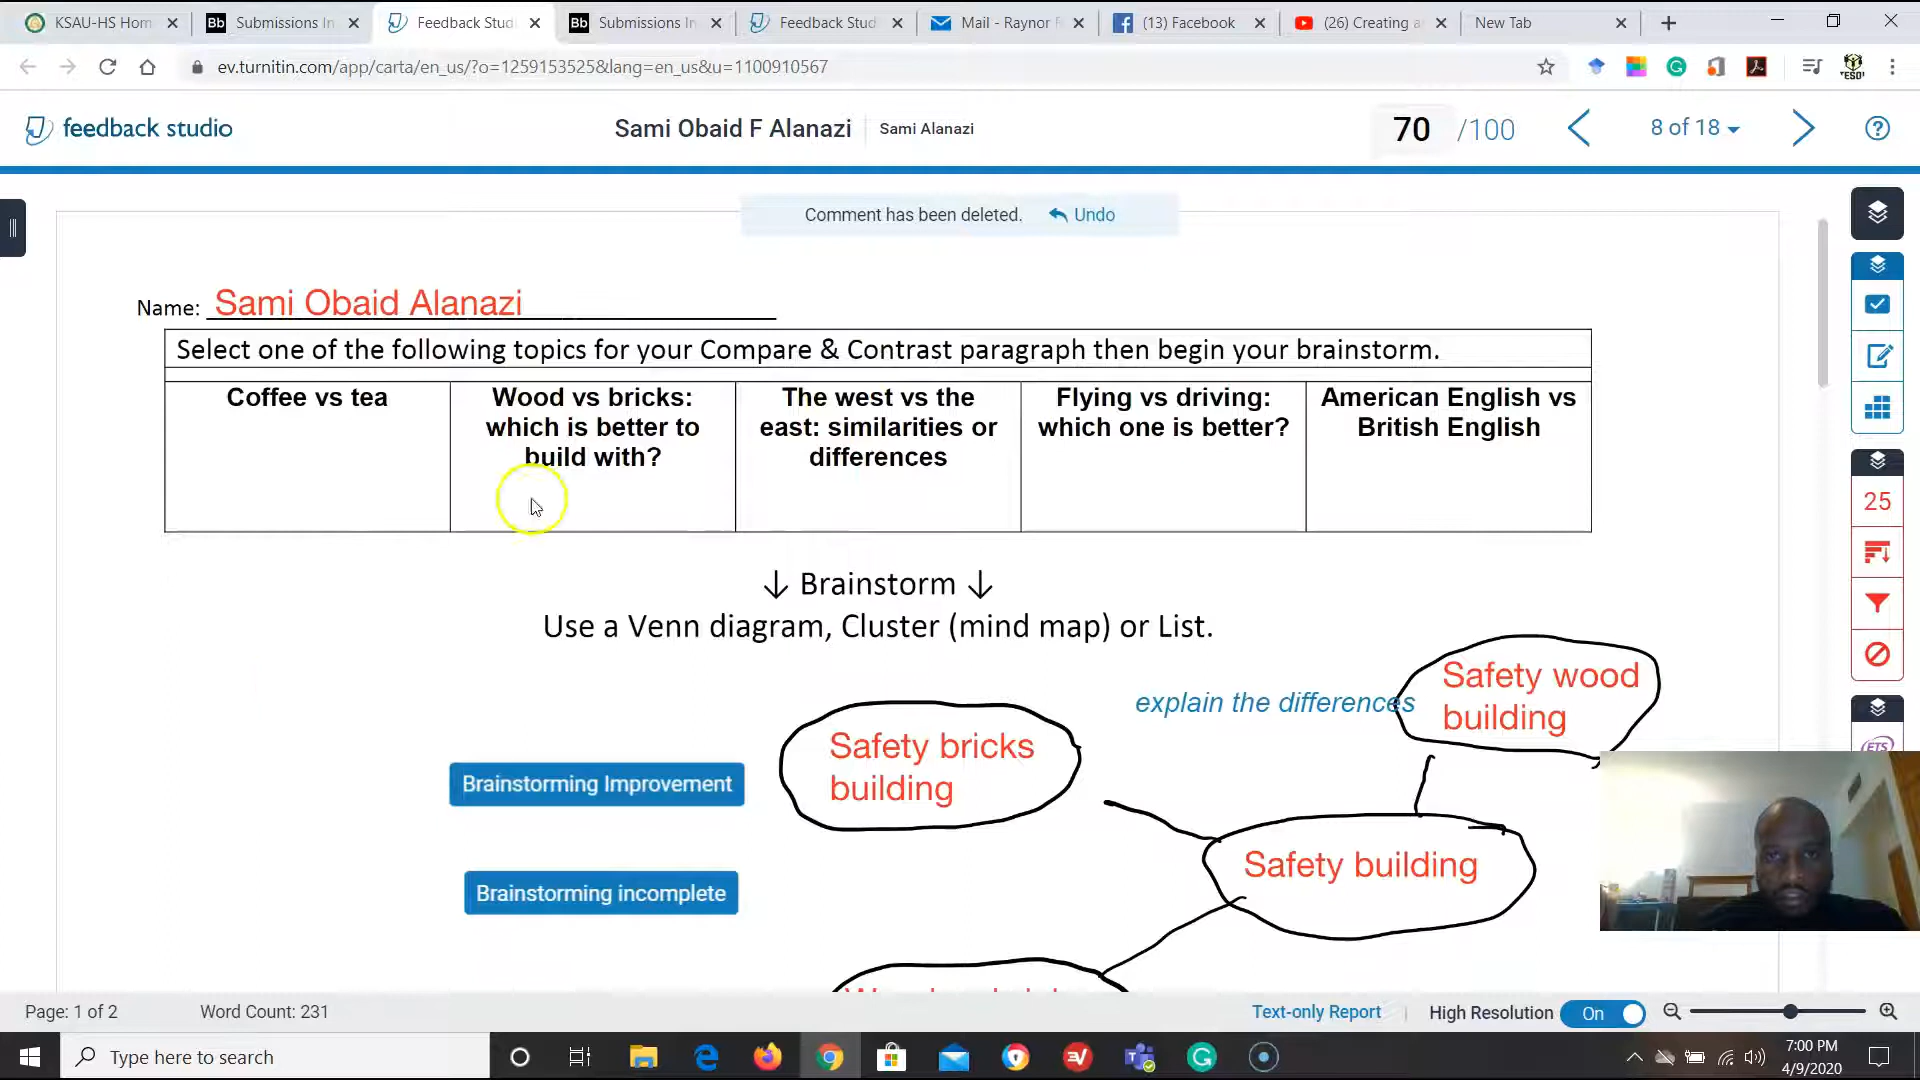 KSAU-HS Hom
Submissions In
Feedback Stud
Submissions In
Feedback Stud
Mail - Raynor
(13) Facebook
(26) Creating a
New Tab
ev.turnitin.com/app/carta/en_us/?o=1259153525&lang=en_us&u=1100910567
feedback studio
Sami Obaid F Alanazi
Sami Alanazi
70 /100
8 of 18
Comment has been deleted. Undo
Name: Sami Obaid Alanazi
Select one of the following topics for your Compare & Contrast paragraph then begin your brainstorm.
Coffee vs tea
Wood vs bricks:
which is better to
build with?
The west vs the
east: similarities or
differences
Flying vs driving:
which one is better?
American English vs
British English
25
↓ Brainstorm ↓
Use a Venn diagram, Cluster (mind map) or List.
explain the differences
Safety wood
building
Safety bricks
building
Brainstorming Improvement
ETS
Safety building
Brainstorming incomplete
Page: 1 of 2
Word Count: 231
Text-only Report
High Resolution On
Type here to search
7:00 PM
4/9/2020